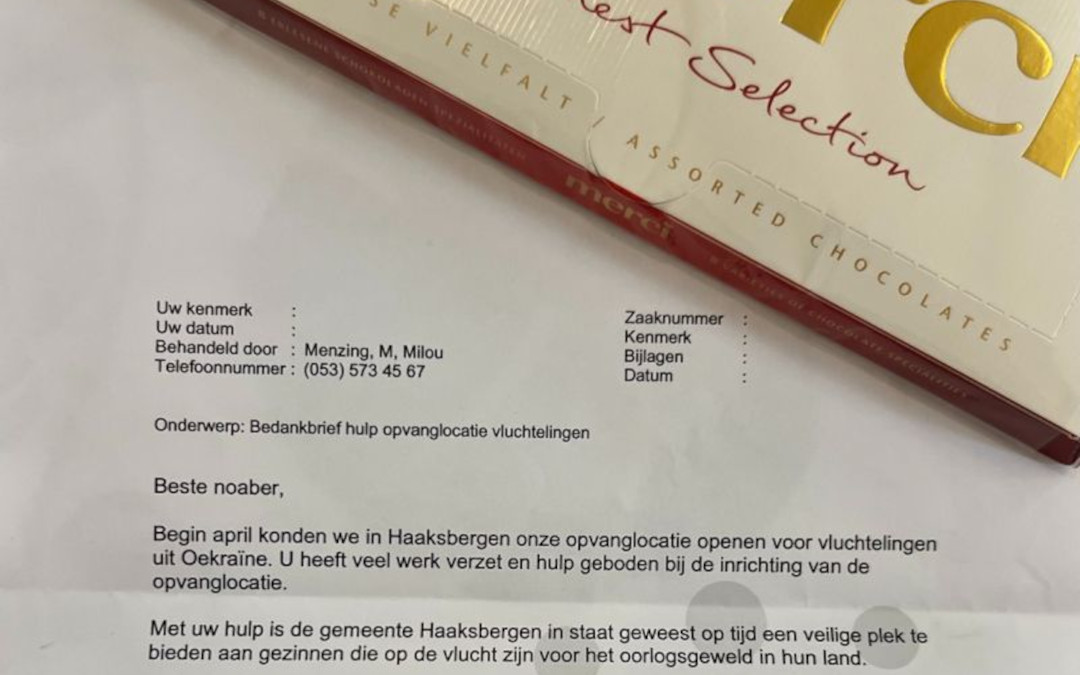 rci
est Selection
SE VIELFALT / ASSORTED CHOCOLATES
merci
Uw kenmerk :
Uw datum :
Behandeld door : Menzing, M, Milou
Telefoonnummer : (053) 573 45 67
Zaaknummer :
Kenmerk :
Bijlagen :
Datum :
Onderwerp: Bedankbrief hulp opvanglocatie vluchtelingen
Beste noaber,
Begin april konden we in Haaksbergen onze opvanglocatie openen voor vluchtelingen
uit Oekraïne. U heeft veel werk verzet en hulp geboden bij de inrichting van de
opvanglocatie.
Met uw hulp is de gemeente Haaksbergen in staat geweest op tijd een veilige plek te
bieden aan gezinnen die op de vlucht zijn voor het oorlogsgeweld in hun land.